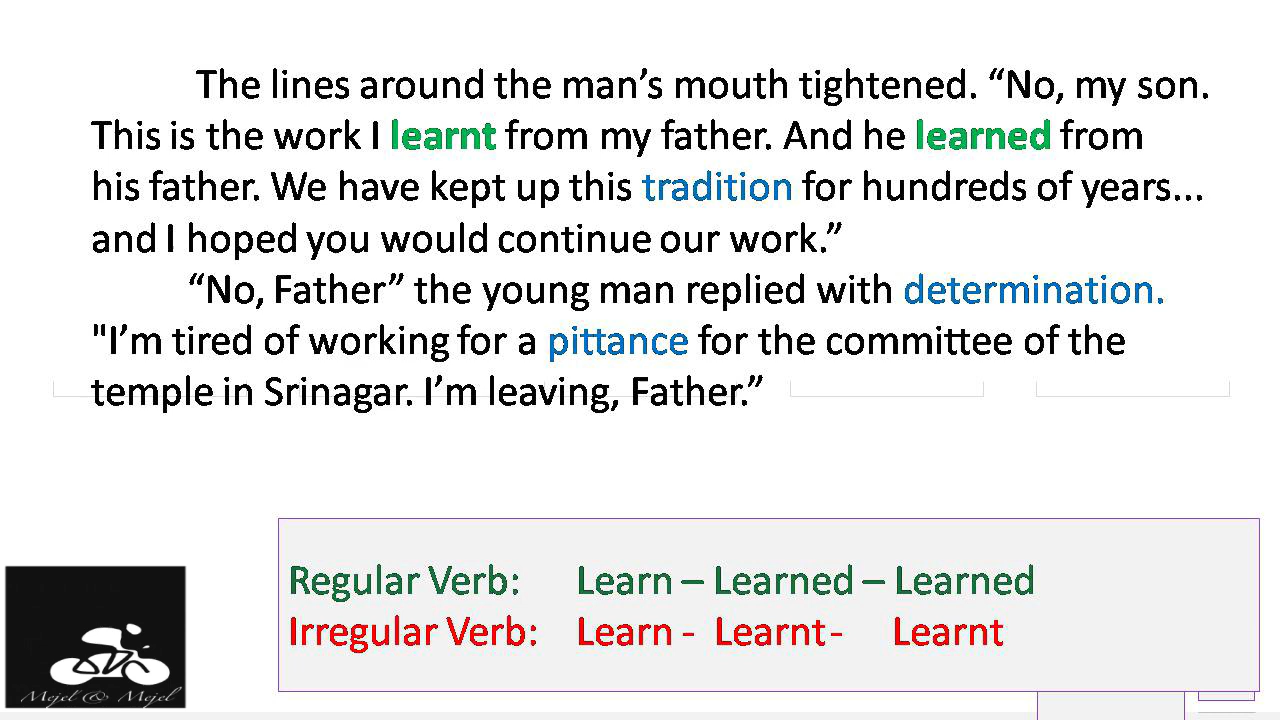 The lines around the man’s mouth tightened. “No, my son.
This is the work I learnt from my father. And he learned from
his father. We have kept up this tradition for hundreds of years...
and I hoped you would continue our work.”
“No, Father” the young man replied with determination.
"I’m tired of working for a pittance for the committee of the
temple in Srinagar. I’m leaving, Father.”
Regular Verb: Learn – Learned – Learned
Irregular Verb: Learn - Learnt - Learnt
Mejel & Mejel